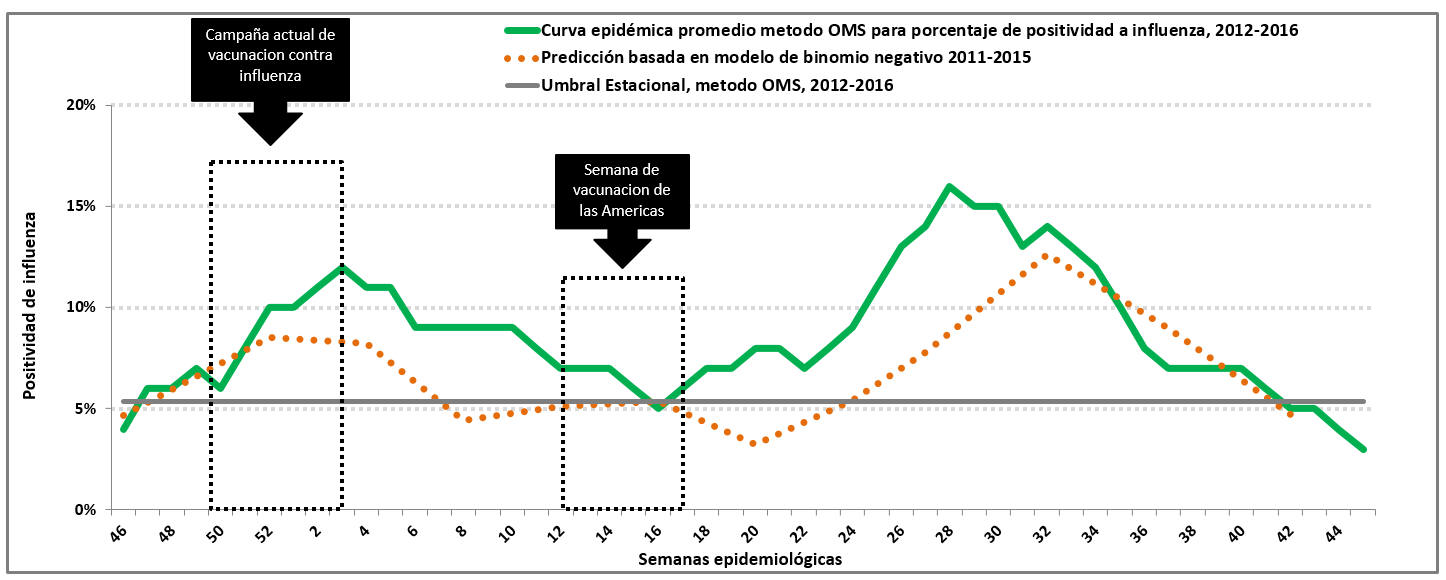 Campaña actual de
vacunacion contra
influenza
Curva epidémica promedio metodo OMS para porcentaje de positividad a influenza, 2012-2016
Predicción basada en modelo de binomio negativo 2011-2015
Umbral Estacional, metodo OMS, 2012-2016
Semana de
vacunacion de
las Americas
Positividad de influenza
20%
15%
10%
5%
0%
46 48 50 52 2 4 6 8 10 12 14 16 18 20 22 24 26 28 30 32 34 36 38 40 42 44
Semanas epidemiológicas